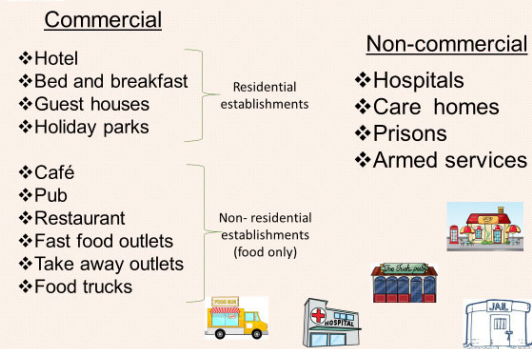 Commercial
❖Hotel
❖Bed and breakfast
❖Guest houses
❖Holiday parks
Residential
establishments
❖Café
❖Pub
❖Restaurant
❖Fast food outlets
❖Take away outlets
❖Food trucks
Non- residential
establishments
(food only)
Non-commercial
❖Hospitals
❖Care homes
❖Prisons
❖Armed services
FOOD BUS
HOSPITAL
JAIL